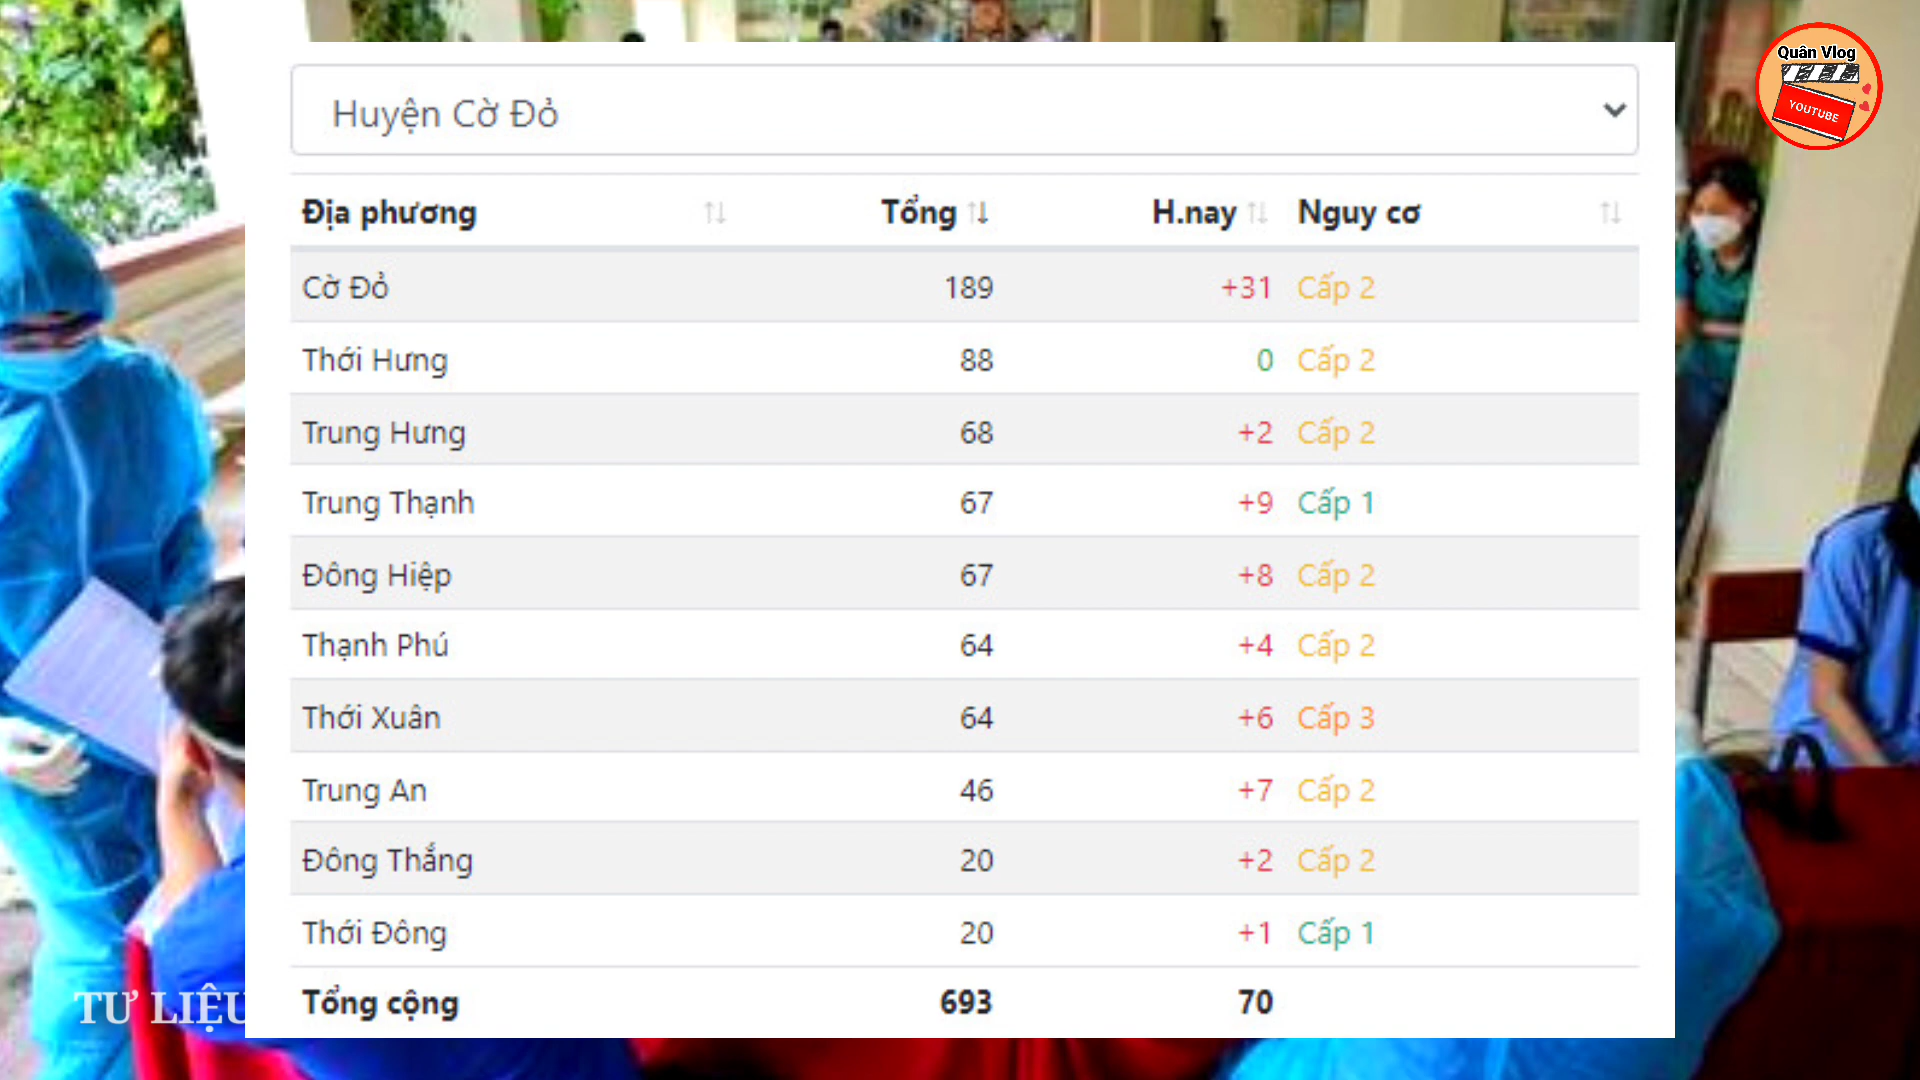 Quân Vlog
YOUTUBE
Huyện Cờ Đỏ
Địa phương Tổng H.nay Nguy cơ
Cờ Đỏ 189 +31 Cấp 2
Thới Hưng 88 0 Cấp 2
Trung Hưng 68 +2 Cấp 2
Trung Thạnh 67 +9 Cấp 1
Đông Hiệp 67 +8 Cấp 2
Thạnh Phú 64 +4 Cấp 2
Thới Xuân 64 +6 Cấp 3
Trung An 46 +7 Cấp 2
Đông Thắng 20 +2 Cấp 2
Thới Đông 20 +1 Cấp 1
Tổng cộng 693 70
TƯ LIỆU